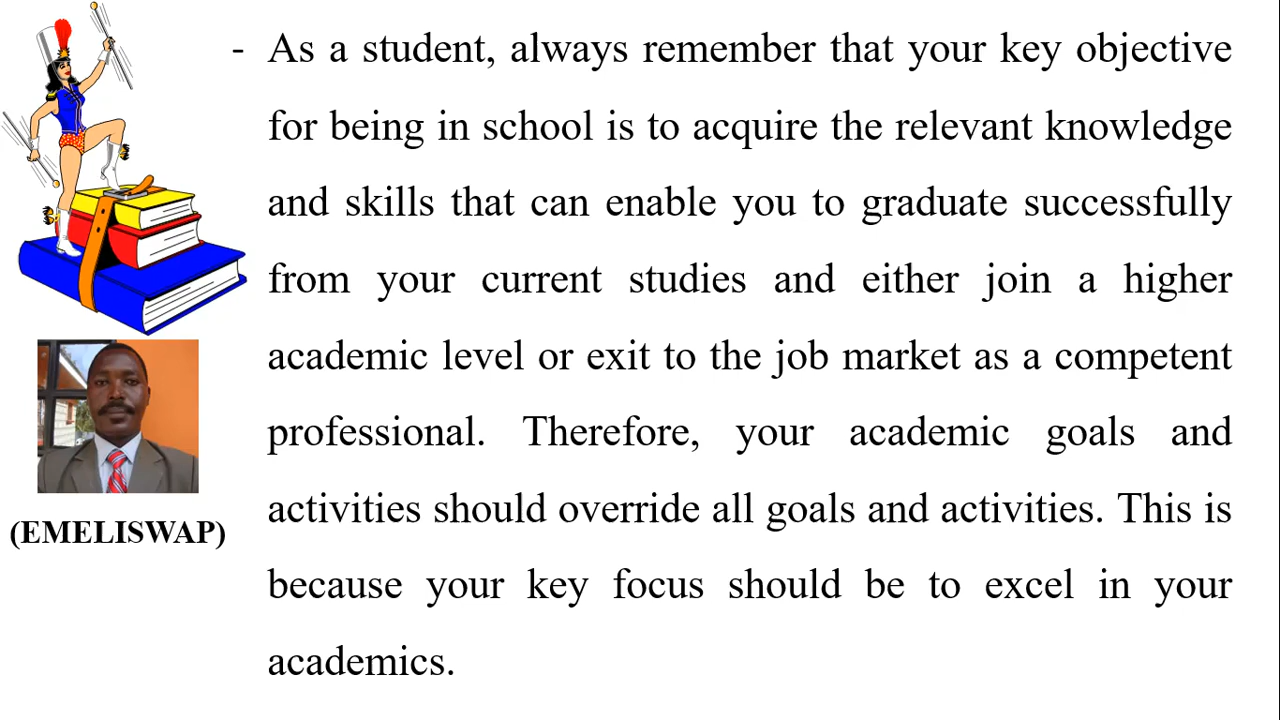 - As a student, always remember that your key objective
for being in school is to acquire the relevant knowledge
and skills that can enable you to graduate successfully
from your current studies and either join a higher
academic level or exit to the job market as a competent
professional. Therefore, your academic goals and
activities should override all goals and activities. This is
because your key focus should be to excel in your
academics.
(EMELISWAP)